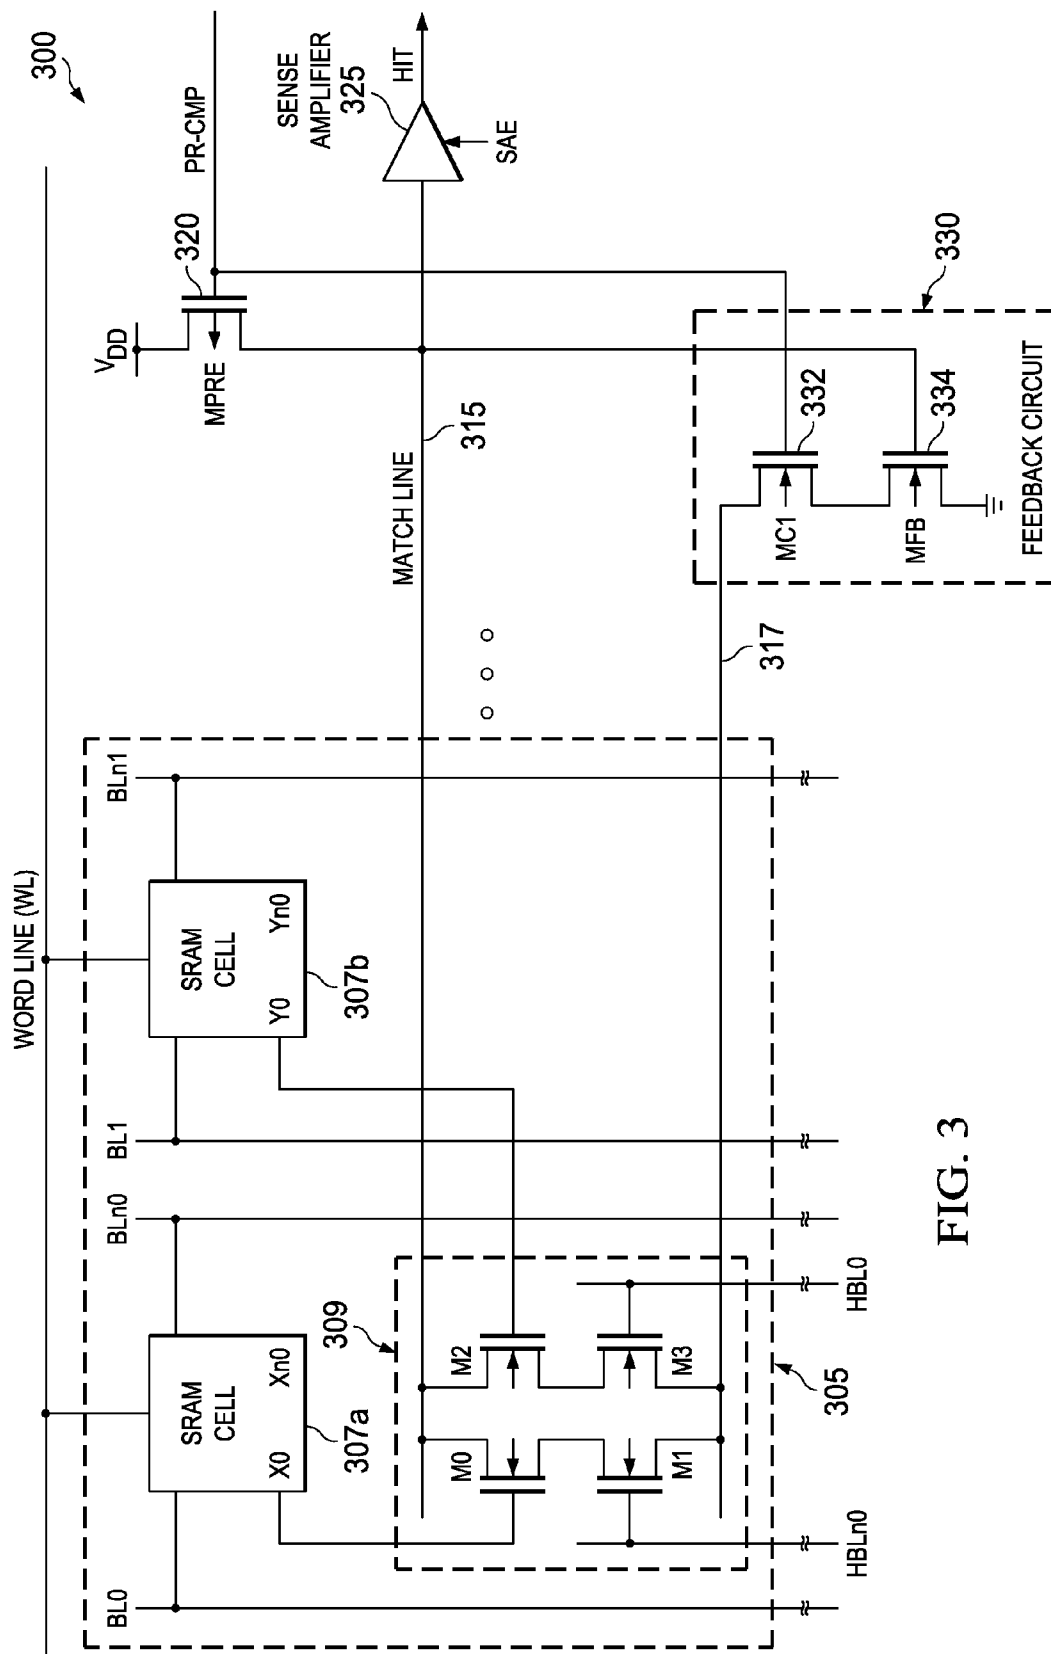 300
WORD LINE (WL)
PR-CMP
V_DD
320
MPRE
SENSE
AMPLIFIER
325
HIT
SAE
MATCH LINE
315
BL0
BLn0
BL1
BLn1
SRAM
CELL
X0
Xn0
307a
SRAM
CELL
Y0
Yn0
307b
309
M0
M2
M1
M3
HBLn0
HBL0
305
317
330
MC1
332
MFB
334
FEEDBACK CIRCUIT
FIG. 3